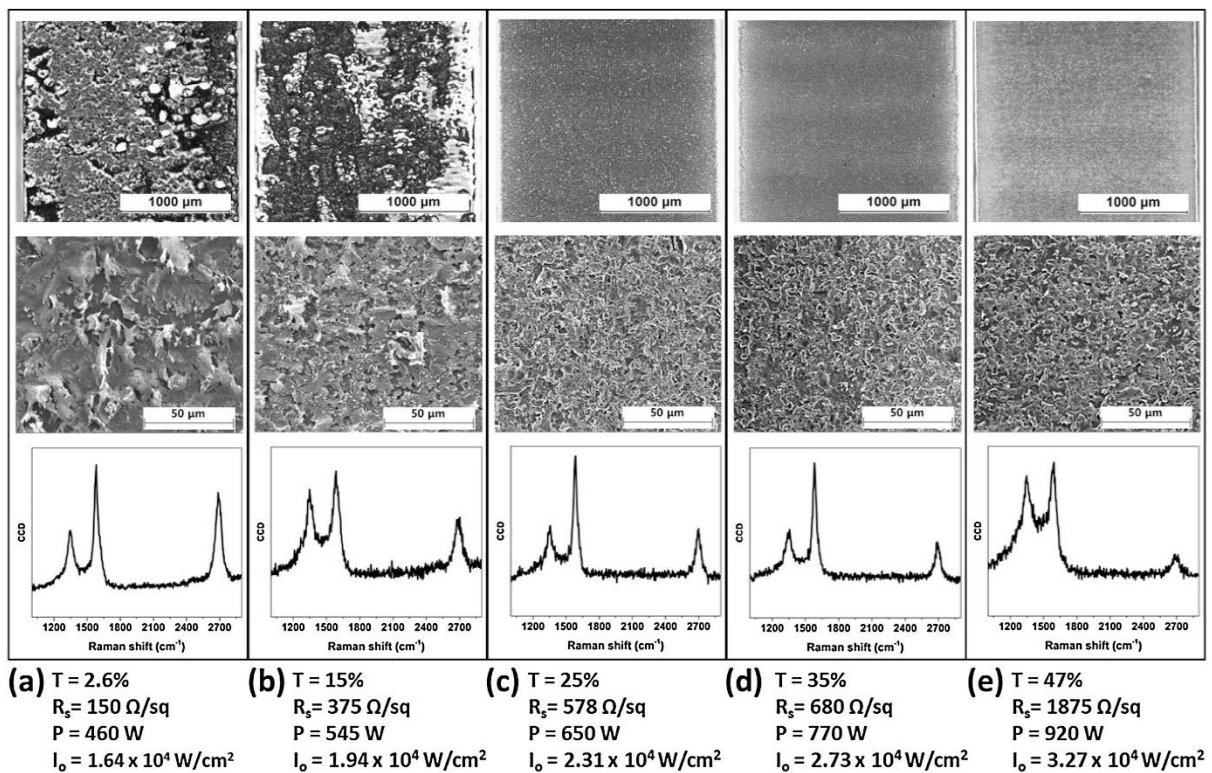 1000 µm
1000 µm
1000 µm
1000 µm
1000 µm
50 µm
50 µm
50 µm
50 µm
50 µm
CCD
1200 1500 1800 2100 2400 2700
Raman shift (cm⁻¹)
CCD
1200 1500 1800 2100 2400 2700
Raman shift (cm⁻¹)
CCD
1200 1500 1800 2100 2400 2700
Raman shift (cm⁻¹)
CCD
1200 1500 1800 2100 2400 2700
Raman shift (cm⁻¹)
CCD
1200 1500 1800 2100 2400 2700
Raman shift (cm⁻¹)
(a) T = 2.6%
Rₛ= 150 Ω/sq
P = 460 W
Iₒ = 1.64 x 10⁴ W/cm²
(b) T = 15%
Rₛ= 375 Ω/sq
P = 545 W
Iₒ = 1.94 x 10⁴ W/cm²
(c) T = 25%
Rₛ= 578 Ω/sq
P = 650 W
Iₒ = 2.31 x 10⁴ W/cm²
(d) T = 35%
Rₛ= 680 Ω/sq
P = 770 W
Iₒ = 2.73 x 10⁴ W/cm²
(e) T = 47%
Rₛ= 1875 Ω/sq
P = 920 W
Iₒ = 3.27 x 10⁴ W/cm²